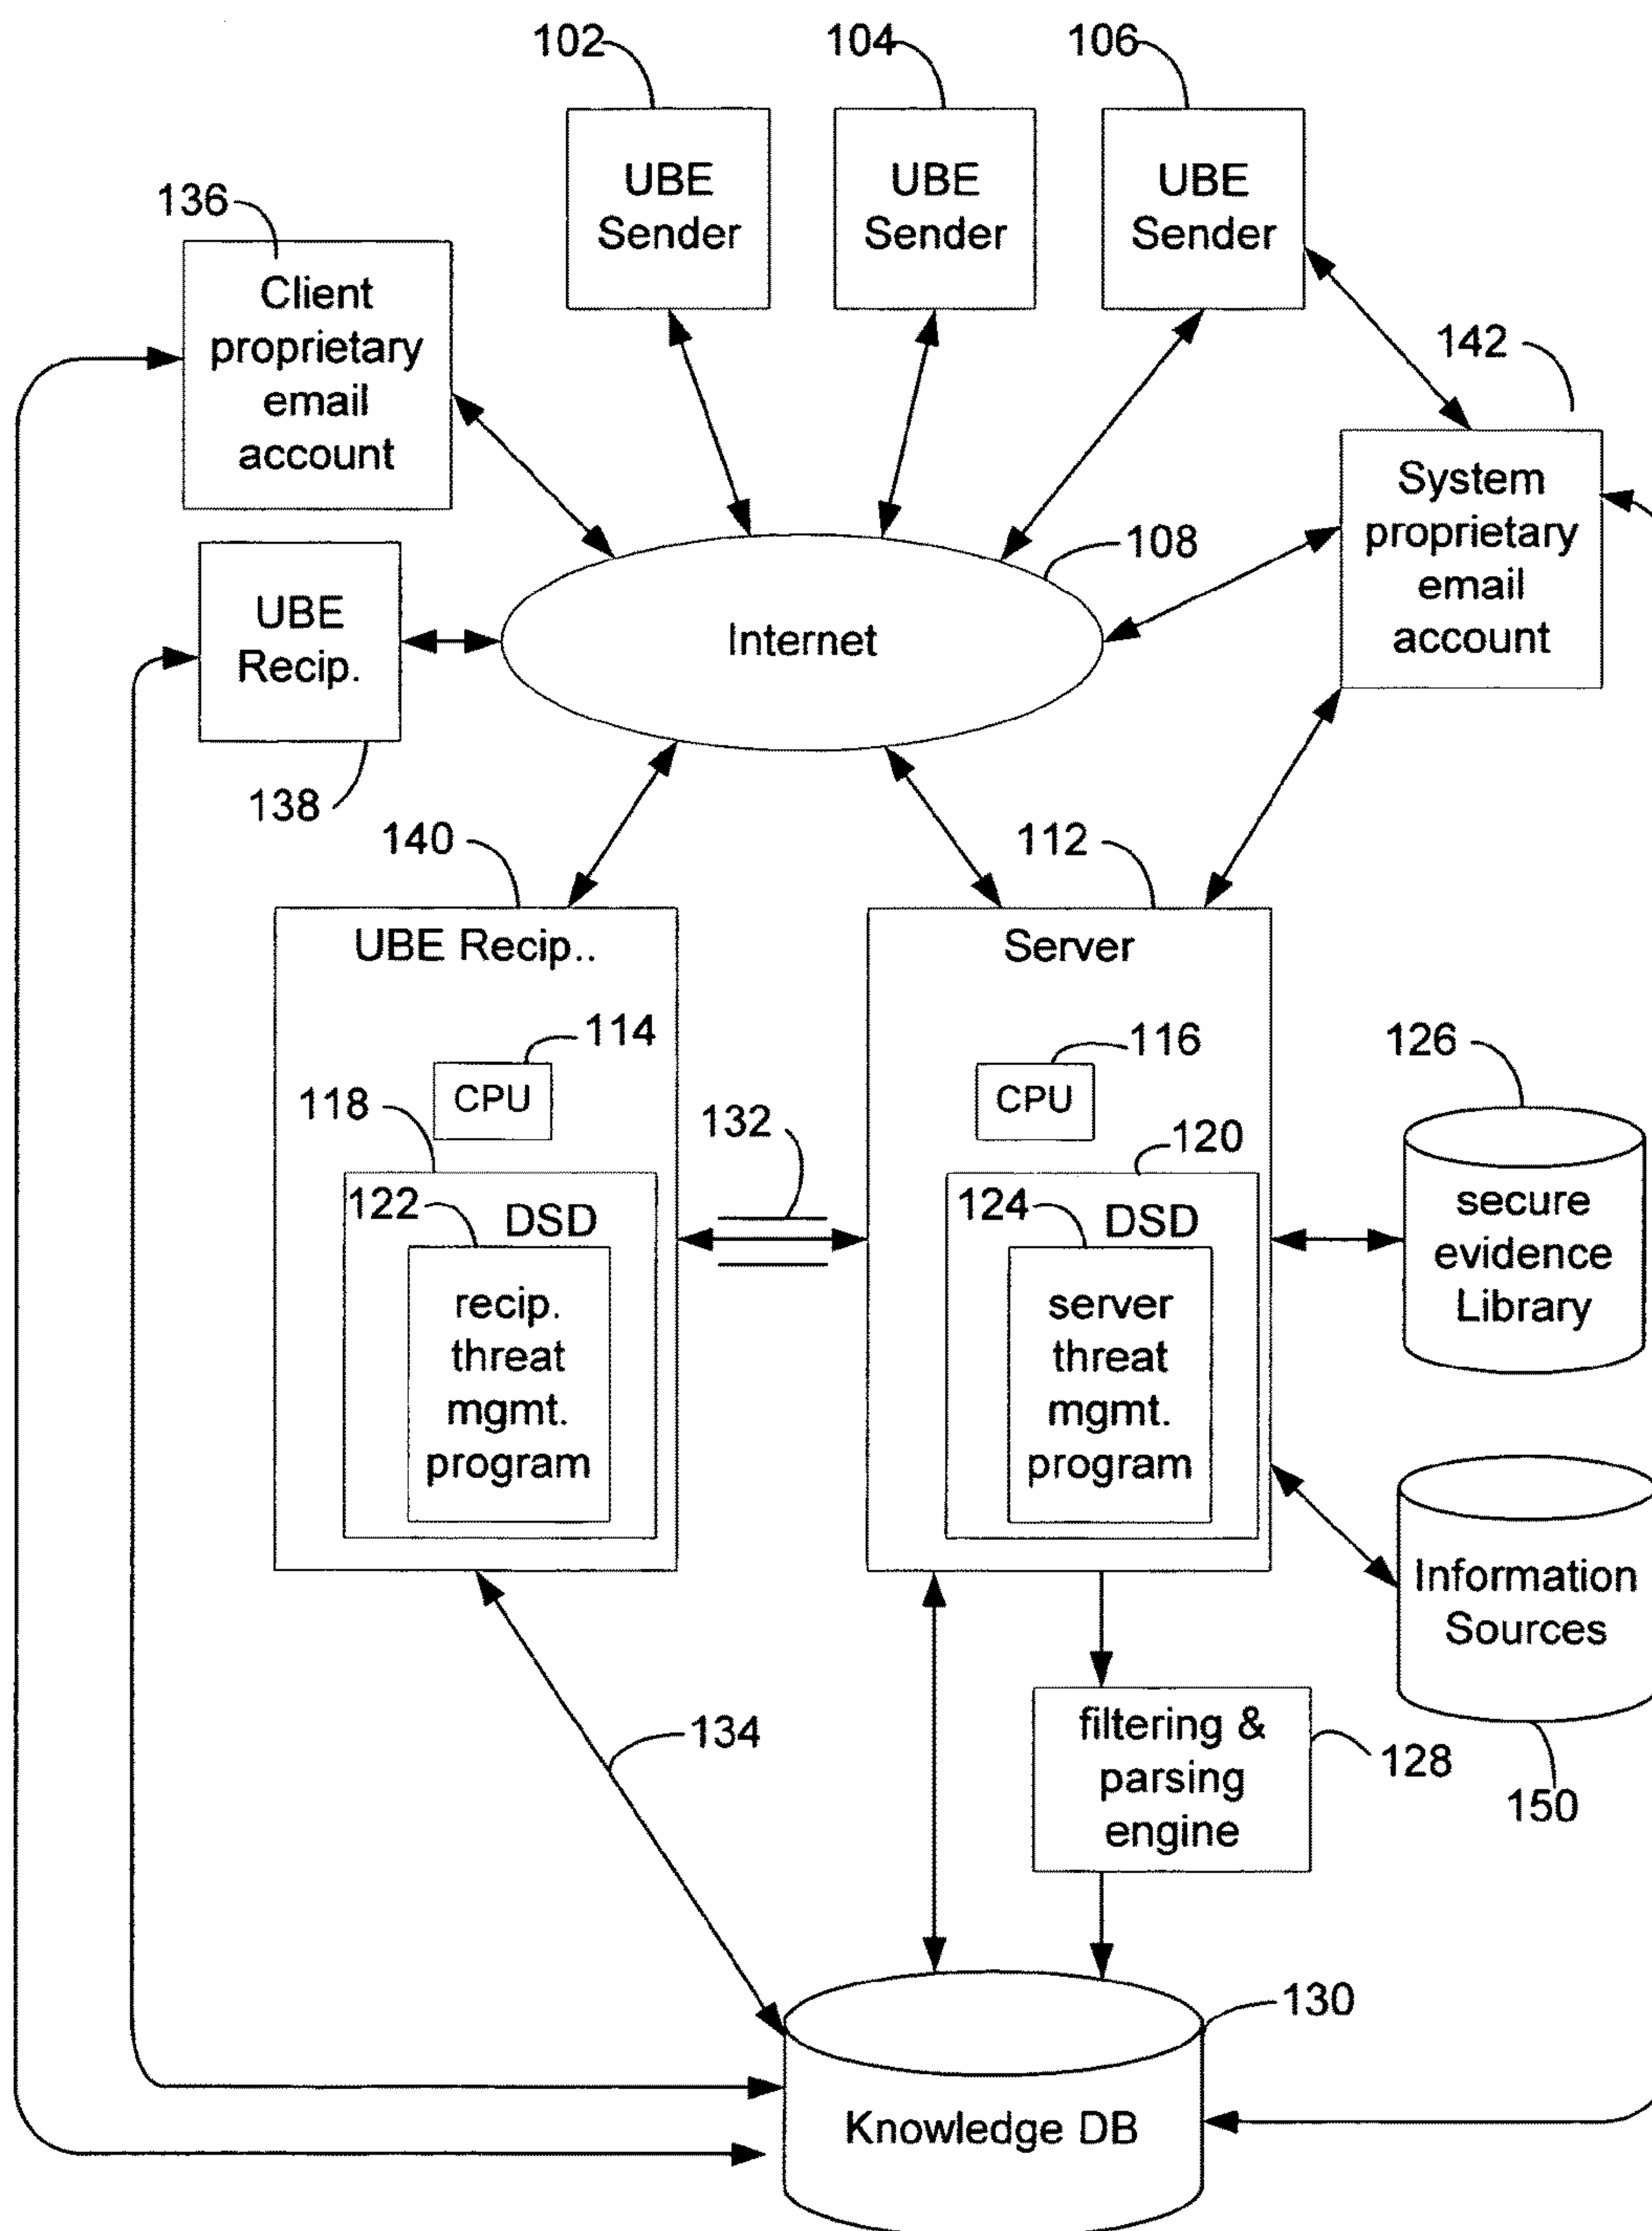 102
104
106
UBE
Sender
UBE
Sender
UBE
Sender
136
Client
proprietary
email
account
142
System
proprietary
email
account
108
Internet
UBE
Recip.
138
140
112
UBE Recip..
Server
114
CPU
116
CPU
118
120
122
DSD
recip.
threat
mgmt.
program
132
124
DSD
server
threat
mgmt.
program
126
secure
evidence
Library
Information
Sources
150
134
filtering &
parsing
engine
128
130
Knowledge DB